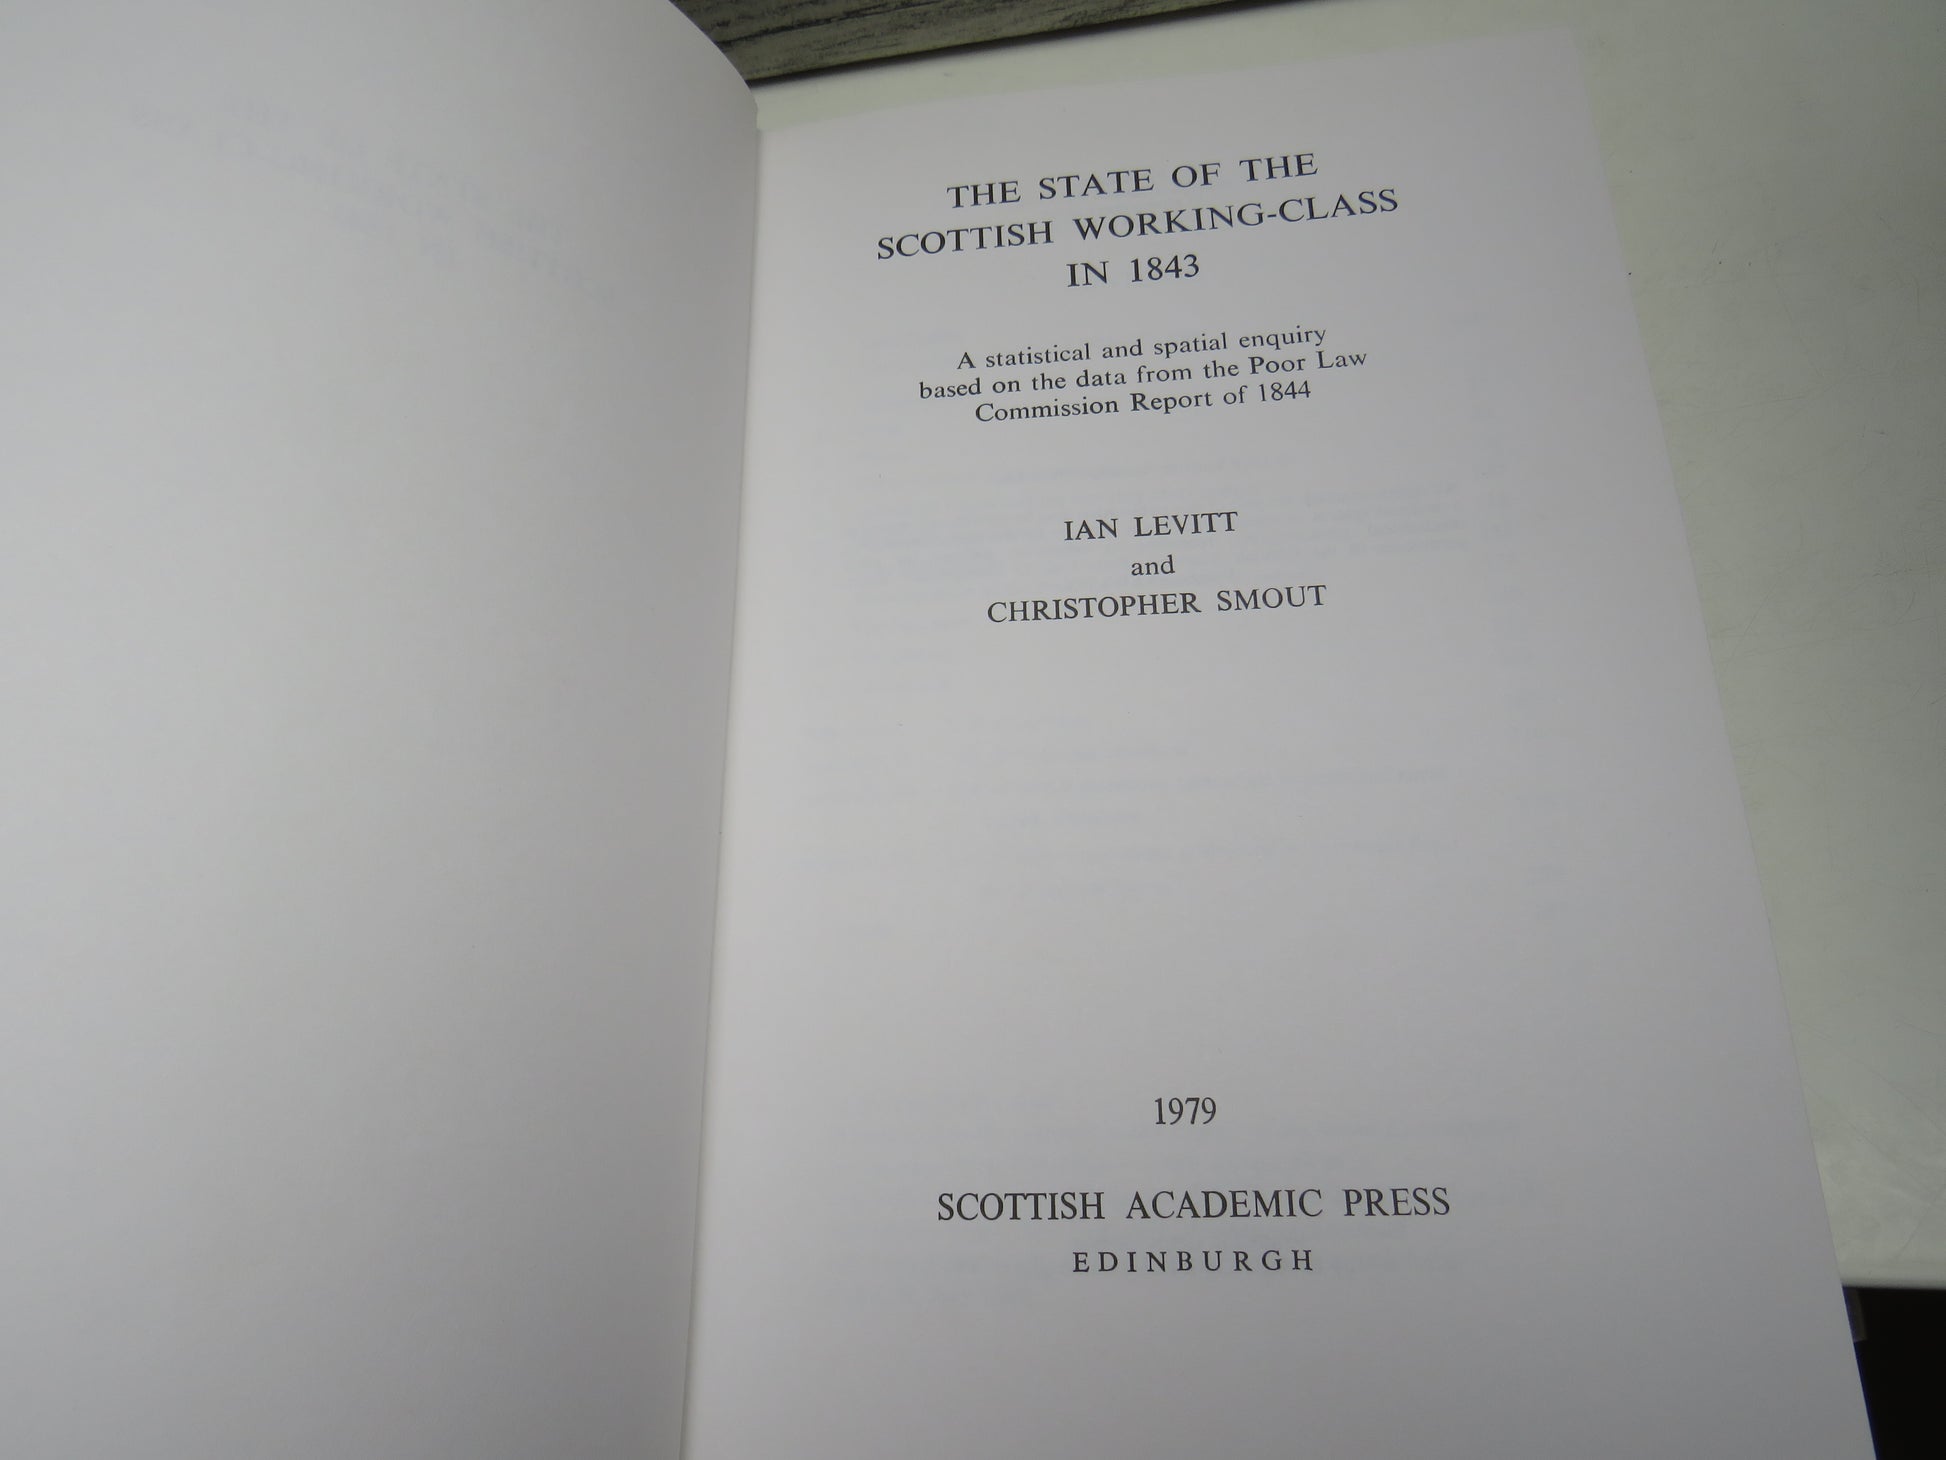 THE STATE OF THE
SCOTTISH WORKING-CLASS
IN 1843
A statistical and spatial enquiry
based on the data from the Poor Law
Commission Report of 1844
IAN LEVITT
and
CHRISTOPHER SMOUT
1979
SCOTTISH ACADEMIC PRESS
EDINBURGH